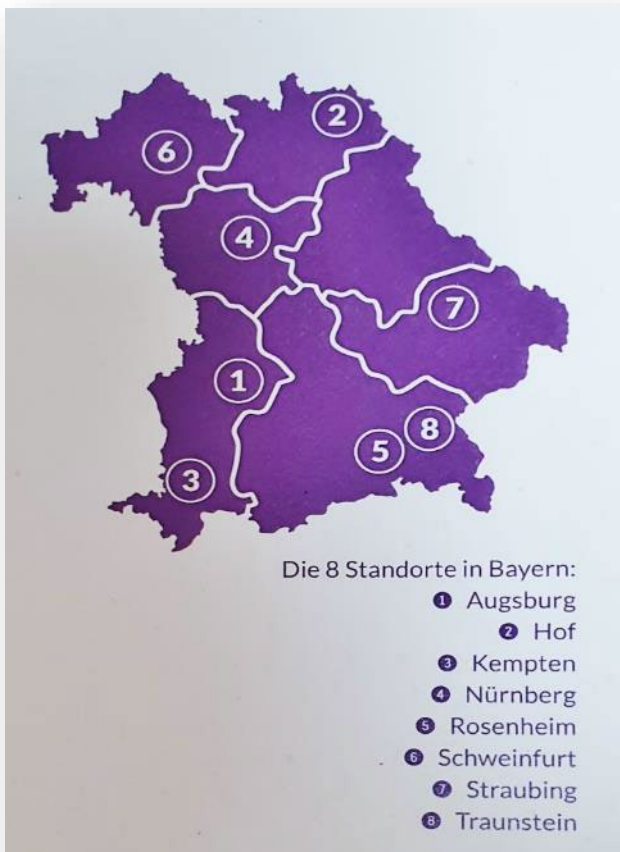 2
6
4
7
1
8
5
3
Die 8 Standorte in Bayern:
1 Augsburg
2 Hof
3 Kempten
4 Nürnberg
5 Rosenheim
6 Schweinfurt
7 Straubing
8 Traunstein